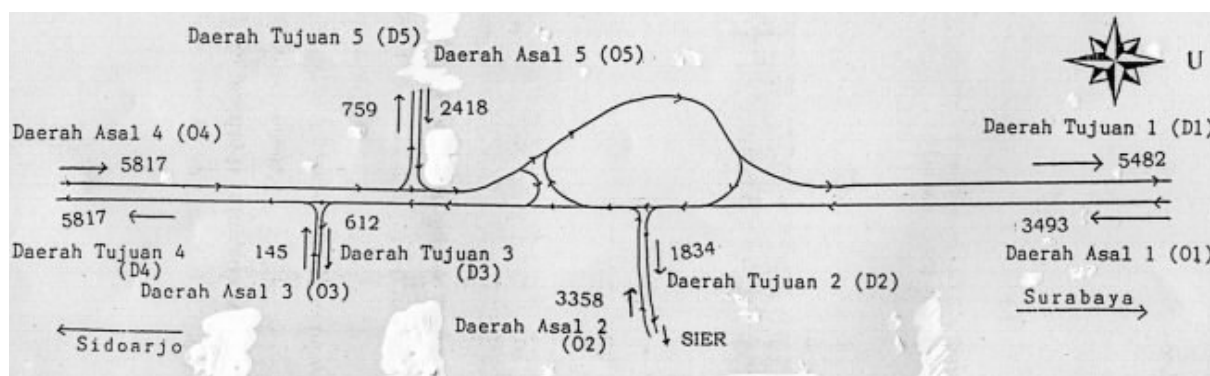 Daerah Tujuan 5 (D5)
Daerah Asal 5 (O5)
U
759
2418
Daerah Asal 4 (O4)
5817
Daerah Tujuan 1 (D1)
5482
5817
612
3493
Daerah Tujuan 4
(D4)
145
Daerah Tujuan 3
(D3)
1834
Daerah Asal 1 (O1)
Daerah Asal 3 (O3)
Daerah Tujuan 2 (D2)
3358
Surabaya
Daerah Asal 2
(O2)
SIER
Sidoarjo